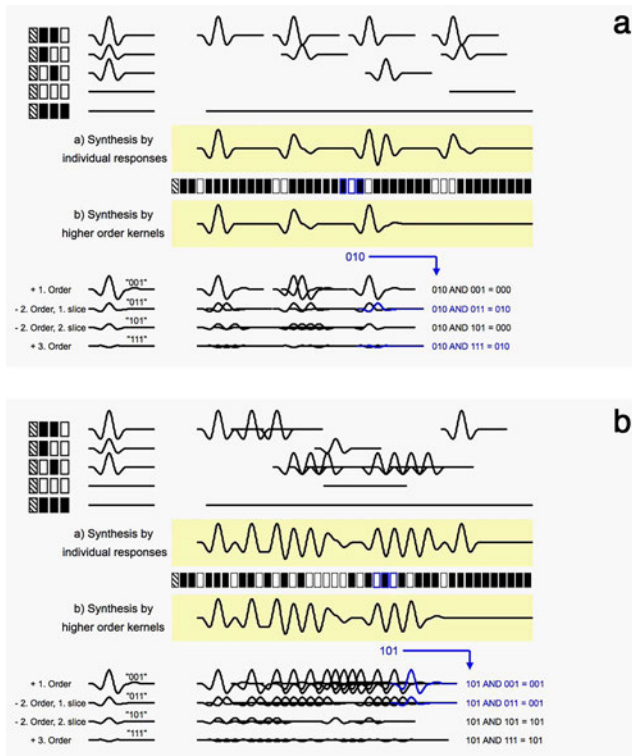 a
a) Synthesis by
individual responses
b) Synthesis by
higher order kernels
010
+ 1. Order "001" 010 AND 001 = 000
- 2. Order, 1. slice "011" 010 AND 011 = 010
- 2. Order, 2. slice "101" 010 AND 101 = 000
+ 3. Order "111" 010 AND 111 = 010
b
a) Synthesis by
individual responses
b) Synthesis by
higher order kernels
101
+ 1. Order "001" 101 AND 001 = 001
- 2. Order, 1. slice "011" 101 AND 011 = 001
- 2. Order, 2. slice "101" 101 AND 101 = 101
+ 3. Order "111" 101 AND 111 = 101